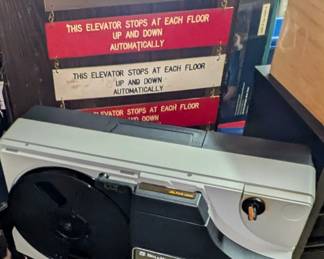 THIS ELEVATOR STOPS AT EACH FLOOR
UP AND DOWN
AUTOMATICALLY
THIS ELEVATOR STOPS AT EACH FLOOR
UP AND DOWN
AUTOMATICALLY
THIS ELEVATOR STOPS AT EACH FLOOR
UP AND DOWN
AUTOMATICALLY